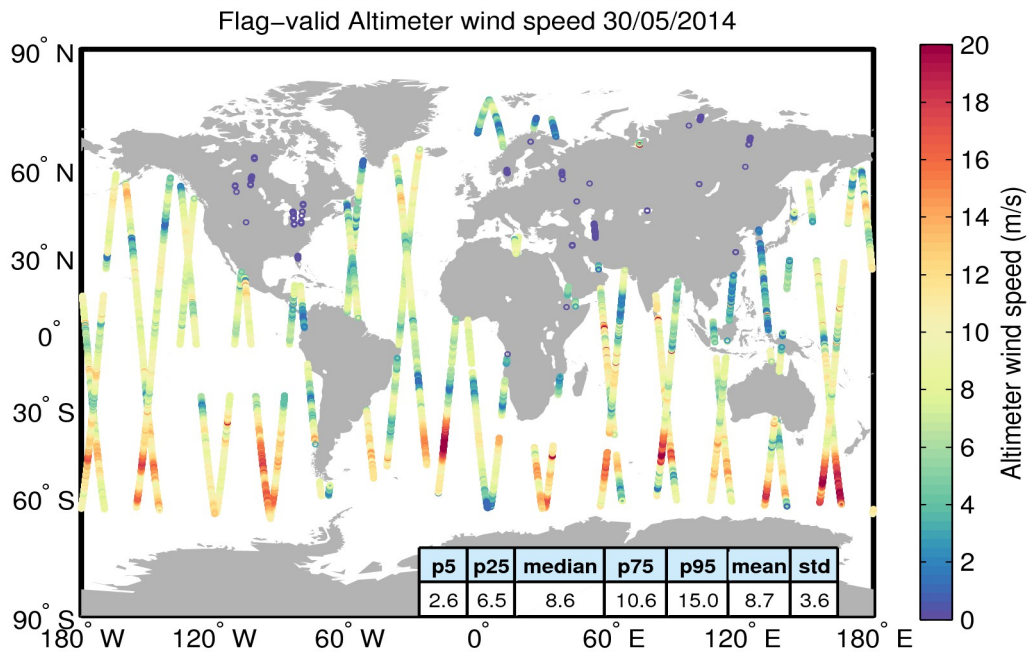 Flag−valid Altimeter wind speed 30/05/2014
90° N
60° N
30° N
0°
30° S
60° S
90° S
180° W
120° W
60° W
0°
60° E
120° E
180° E
p5 p25 median p75 p95 mean std
2.6 6.5 8.6 10.6 15.0 8.7 3.6
20
18
16
14
12
10
8
6
4
2
0
Altimeter wind speed (m/s)